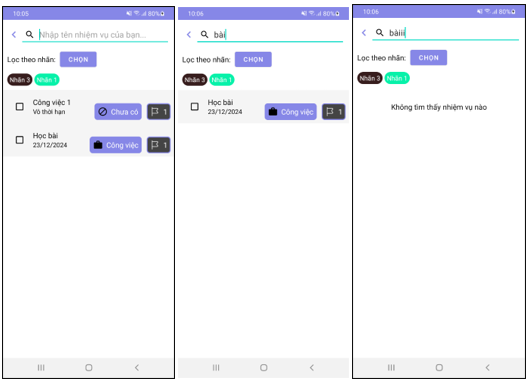 10:05
80%
Nhập tên nhiệm vụ của bạn...
Lọc theo nhãn:
CHỌN
Nhãn 3
Nhãn 1
Công việc 1
Vô thời hạn
Chưa có
1
Học bài
23/12/2024
Công việc
1
10:06
80%
bài
Lọc theo nhãn:
CHỌN
Nhãn 3
Nhãn 1
Học bài
23/12/2024
Công việc
1
10:06
80%
bàiii
Lọc theo nhãn:
CHỌN
Nhãn 3
Nhãn 1
Không tìm thấy nhiệm vụ nào